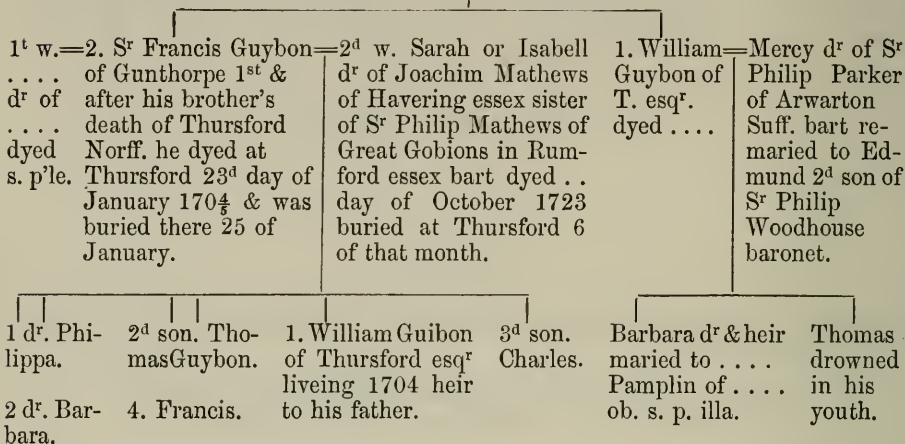 1ᵗ w.=2. Sʳ Francis Guybon=2ᵈ w. Sarah or Isabell
. . . . of Gunthorpe 1ˢᵗ & dʳ of Joachim Mathews
dʳ of after his brother's of Havering essex sister
. . . . death of Thursford of Sʳ Philip Mathews of
dyed Norff. he dyed at Great Gobions in Rum-
s. p'le. Thursford 23ᵈ day of ford essex bart dyed . .
January 170⅘ & was day of October 1723
buried there 25 of buried at Thursford 6
January. of that month.
1. William=Mercy dʳ of Sʳ
Guybon of Philip Parker
T. esqʳ. of Arwarton
dyed . . . . Suff. bart re-
maried to Ed-
mund 2ᵈ son of
Sʳ Philip
Woodhouse
baronet.
1 dʳ. Phi-
lippa.
2 dʳ. Bar-
bara.
2ᵈ son. Tho-
masGuybon.
4. Francis.
1. William Guibon
of Thursford esqʳ
liveing 1704 heir
to his father.
3ᵈ son.
Charles.
Barbara dʳ & heir
maried to . . . .
Pamplin of . . . .
ob. s. p. illa.
Thomas
drowned
in his
youth.